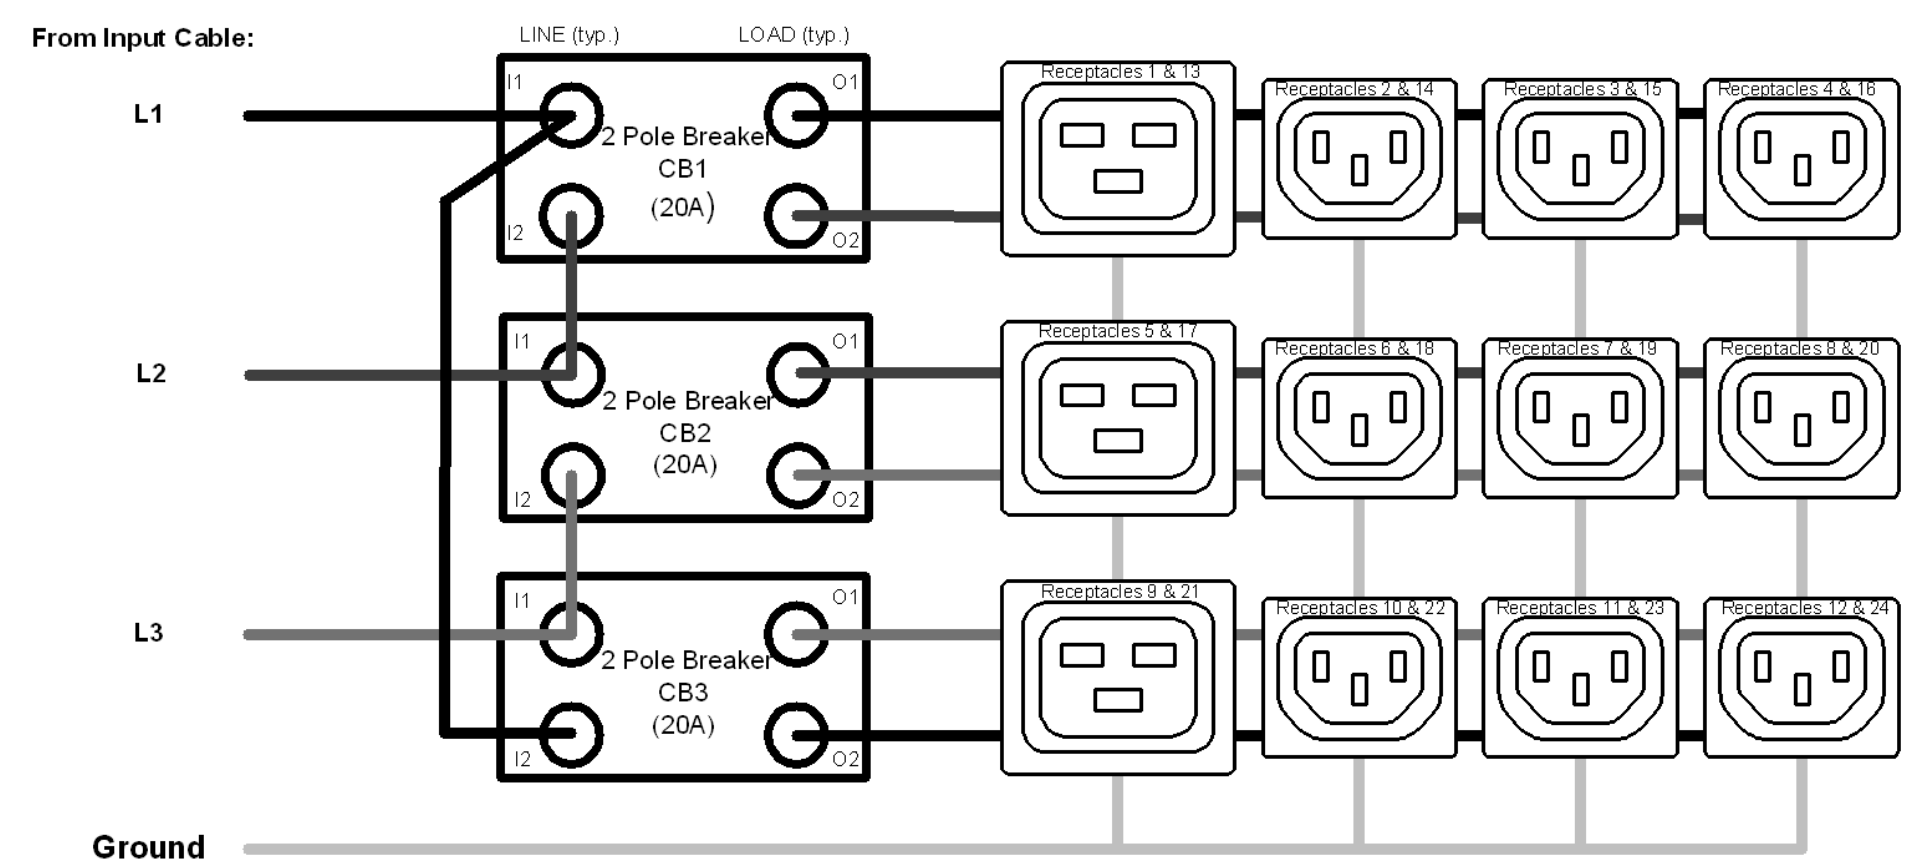 From Input Cable:
LINE (typ.)
LOAD (typ.)
L1
I1
O1
2 Pole Breaker
CB1
(20A)
I2
O2
Receptacles 1 & 13
Receptacles 2 & 14
Receptacles 3 & 15
Receptacles 4 & 16
L2
I1
O1
2 Pole Breaker
CB2
(20A)
I2
O2
Receptacles 5 & 17
Receptacles 6 & 18
Receptacles 7 & 19
Receptacles 8 & 20
L3
I1
O1
2 Pole Breaker
CB3
(20A)
I2
O2
Receptacles 9 & 21
Receptacles 10 & 22
Receptacles 11 & 23
Receptacles 12 & 24
Ground